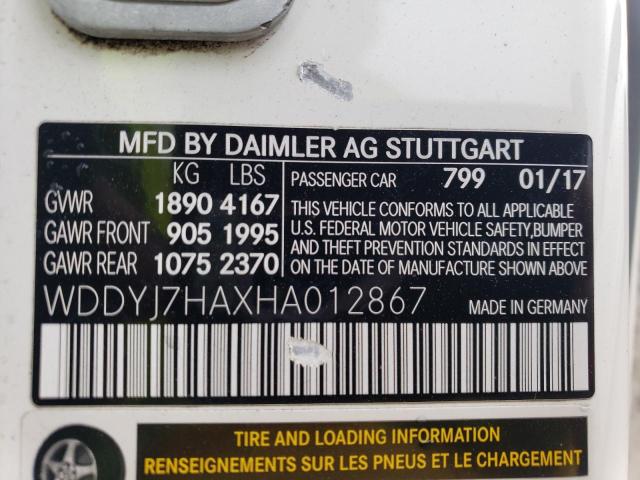 MFD BY DAIMLER AG STUTTGART
KG LBS
GVWR 1890 4167
GAWR FRONT 905 1995
GAWR REAR 1075 2370
PASSENGER CAR 799 01/17
THIS VEHICLE CONFORMS TO ALL APPLICABLE
U.S. FEDERAL MOTOR VEHICLE SAFETY,BUMPER
AND THEFT PREVENTION STANDARDS IN EFFECT
ON THE DATE OF MANUFACTURE SHOWN ABOVE
WDDYJ7HAXHA012867 MADE IN GERMANY
TIRE AND LOADING INFORMATION
RENSEIGNEMENTS SUR LES PNEUS ET LE CHARGEMENT